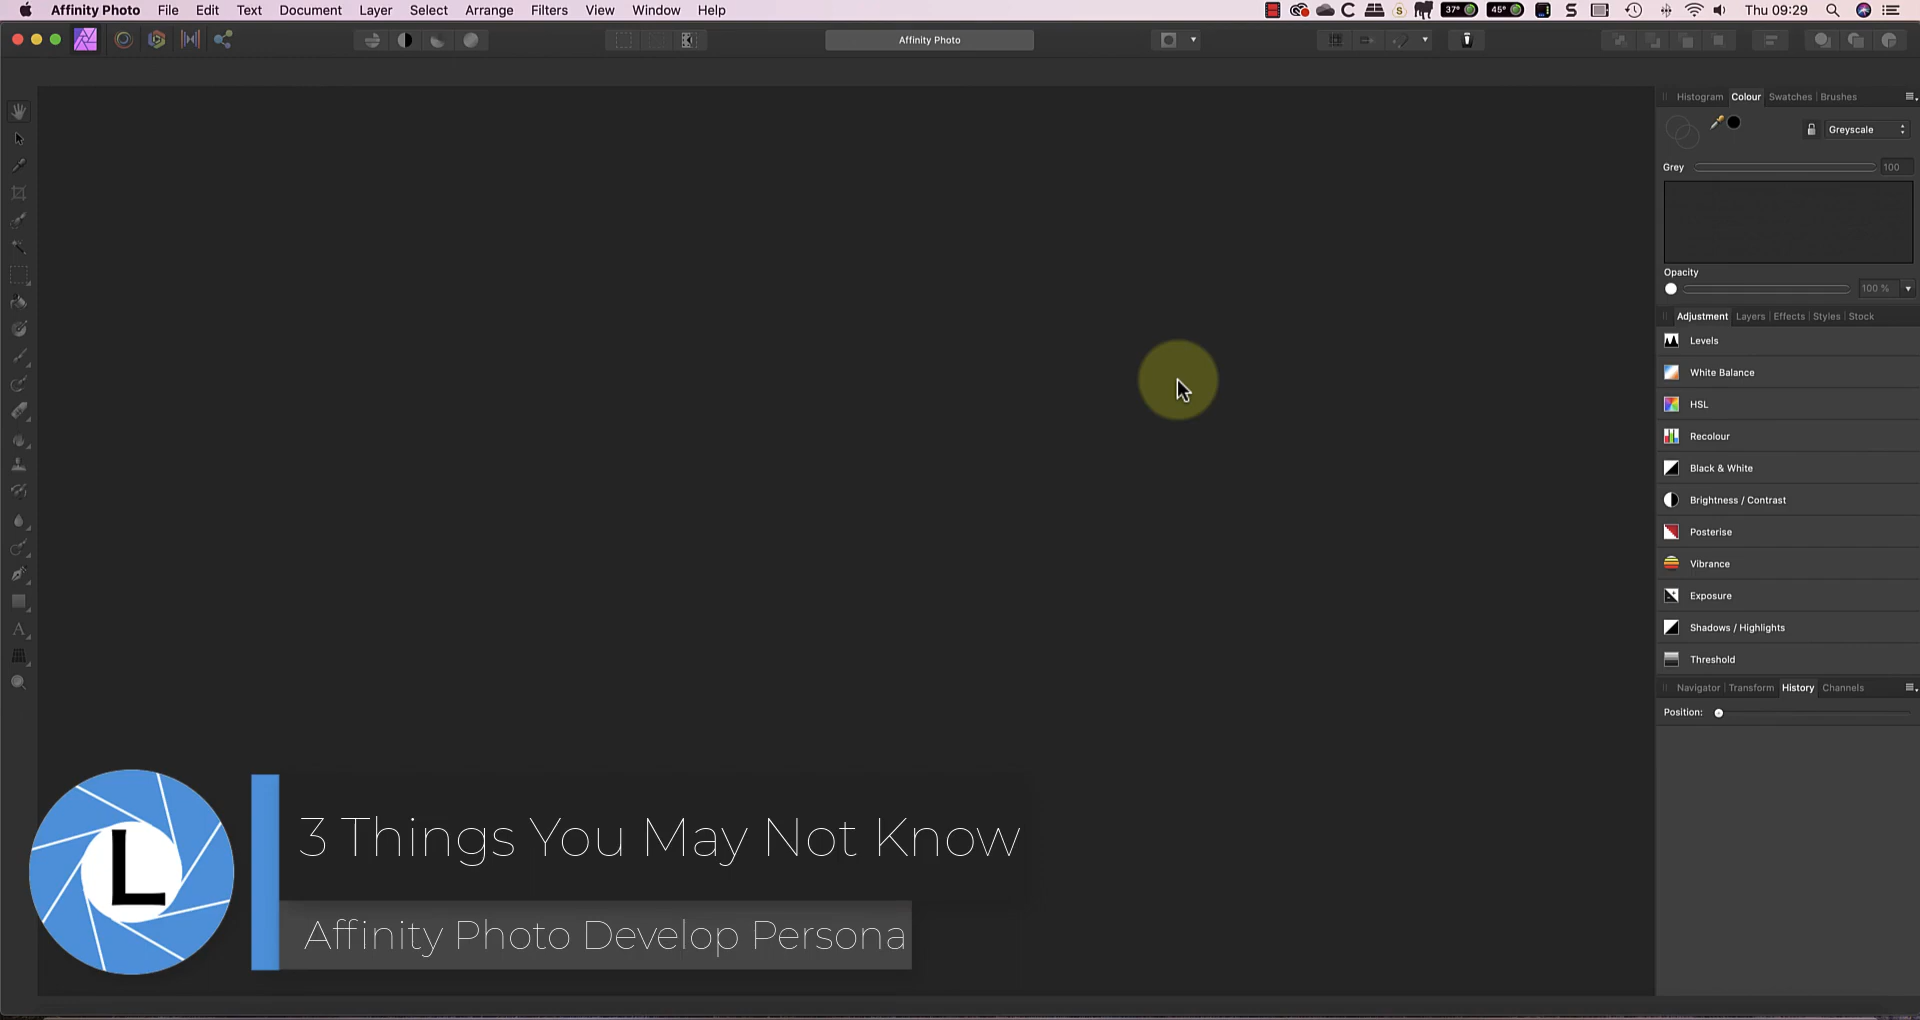 Affinity Photo File Edit Text Document Layer Select Arrange Filters View Window Help
37° 45° Thu 09:29
Affinity Photo
Histogram Colour Swatches Brushes
Greyscale
Grey 100
Opacity
100 %
Adjustment Layers Effects Styles Stock
Levels
White Balance
HSL
Recolour
Black & White
Brightness / Contrast
Posterise
Vibrance
Exposure
Shadows / Highlights
Threshold
Navigator Transform History Channels
Position:
L
3 Things You May Not Know
Affinity Photo Develop Persona